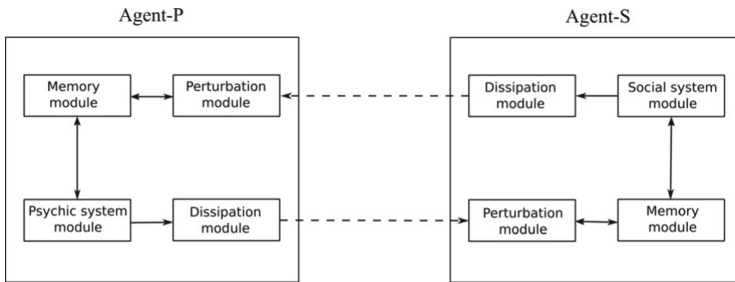 Agent-P
Agent-S
Memory
module
Perturbation
module
Dissipation
module
Social system
module
Psychic system
module
Dissipation
module
Perturbation
module
Memory
module